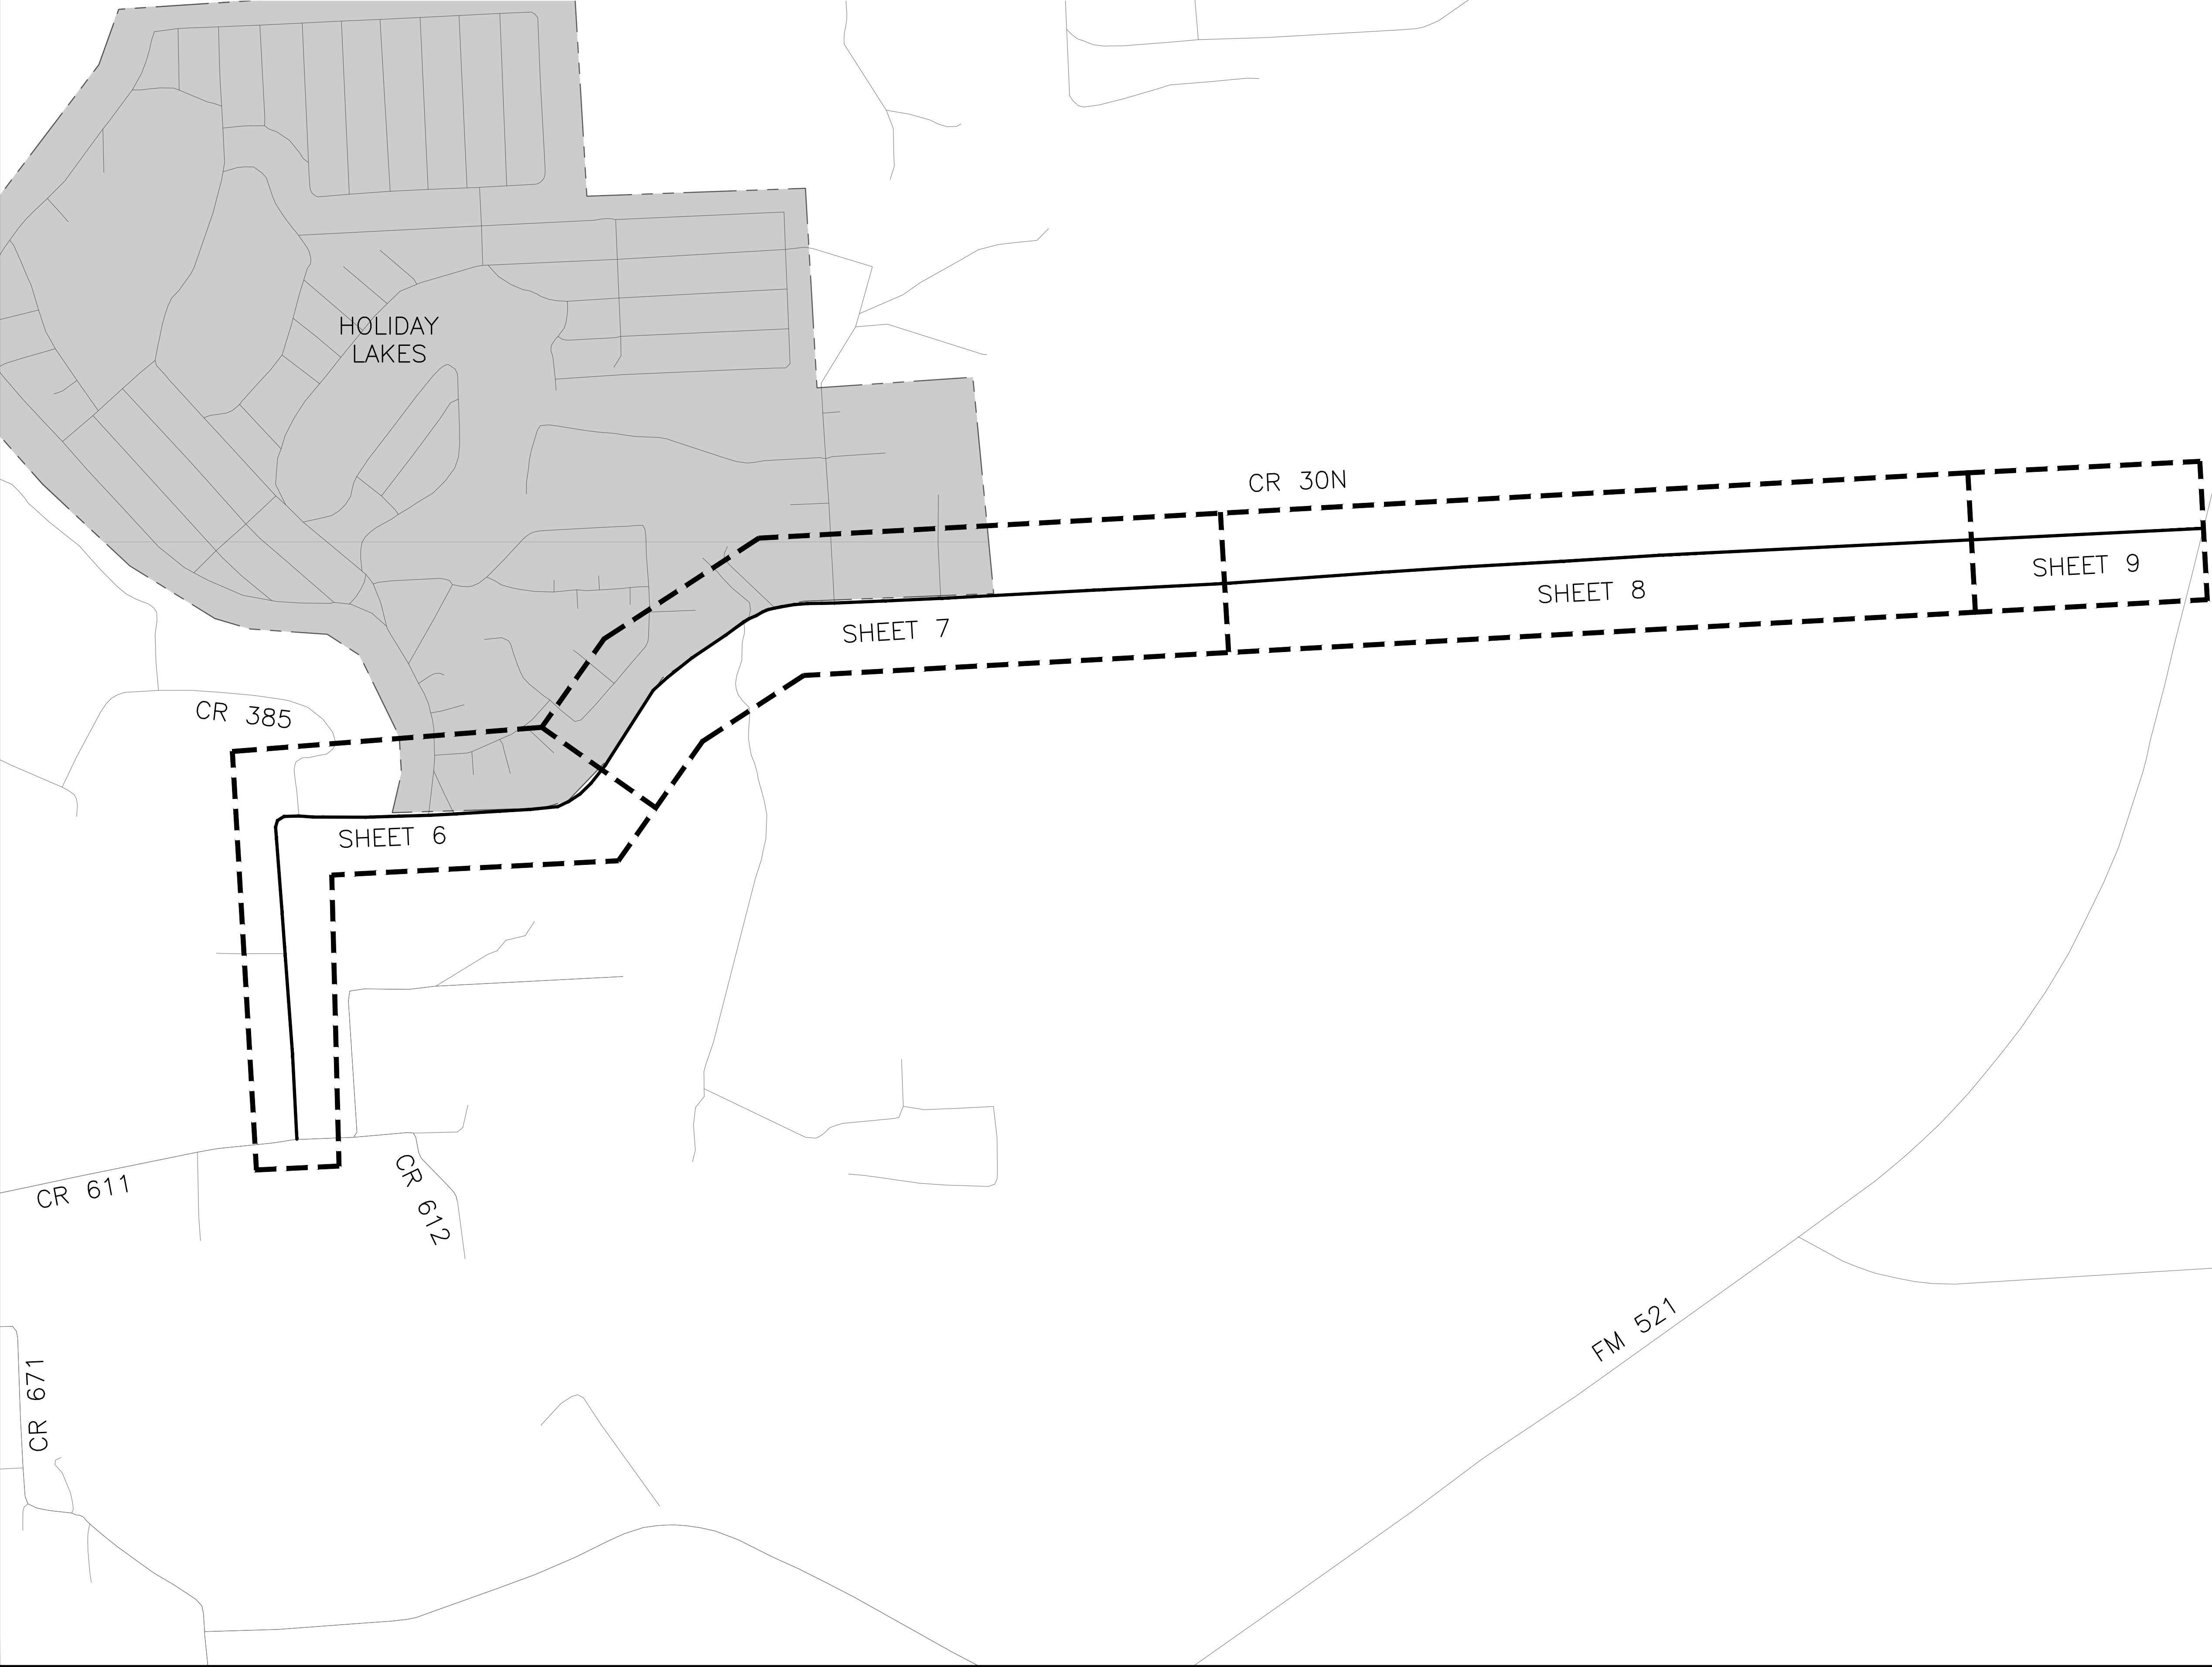 HOLIDAY
LAKES
CR 30N
SHEET 9
SHEET 8
SHEET 7
CR 385
SHEET 6
CR 611
CR 612
FM 521
CR 671